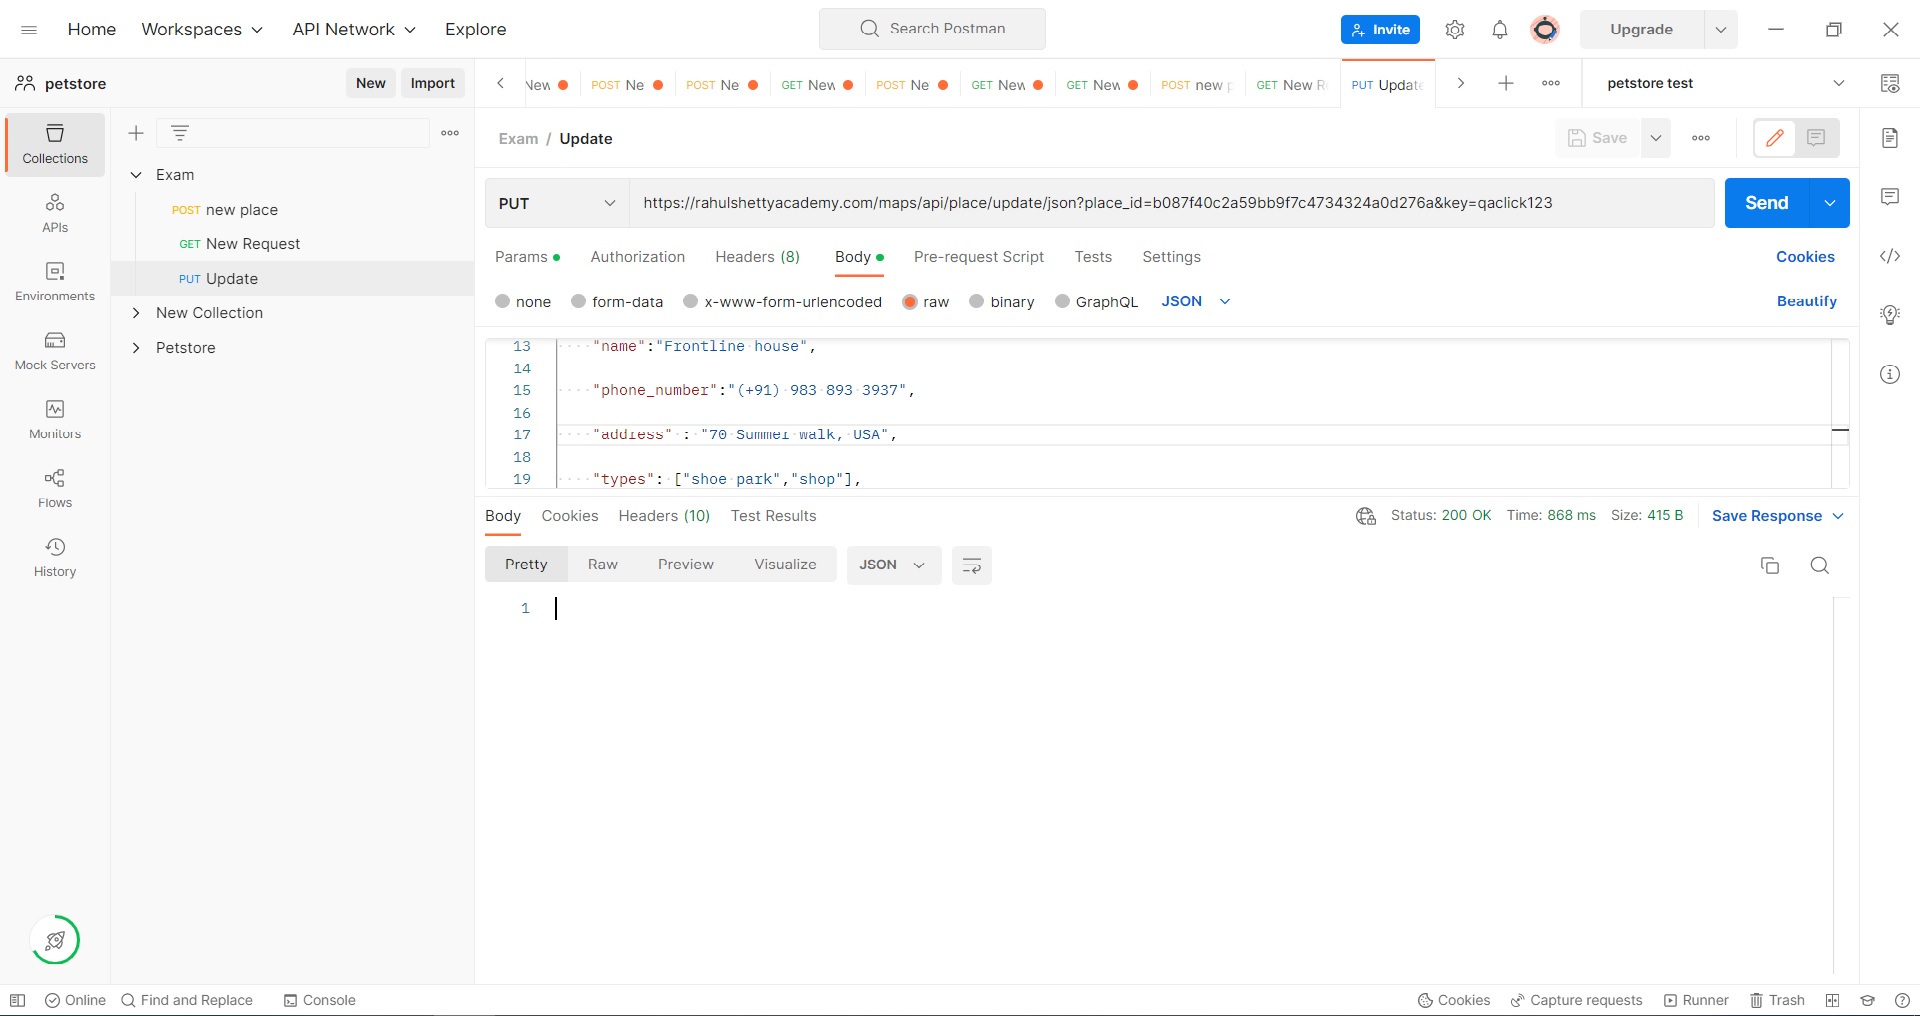 Home
Workspaces
API Network
Explore
Search Postman
Invite
Upgrade
petstore
New
Import
New
POST Ne
POST Ne
GET New
POST Ne
GET New
GET New
POST new p
GET New R
PUT Update
petstore test
Collections
APIs
Environments
Mock Servers
Monitors
Flows
History
Exam
POST new place
GET New Request
PUT Update
New Collection
Petstore
Exam / Update
Save
PUT
https://rahulshettyacademy.com/maps/api/place/update/json?place_id=b087f40c2a59bb9f7c4734324a0d276a&key=qaclick123
Send
Params
Authorization
Headers (8)
Body
Pre-request Script
Tests
Settings
Cookies
none
form-data
x-www-form-urlencoded
raw
binary
GraphQL
JSON
Beautify
13 "name":"Frontline house",
14
15 "phone_number":"(+91) 983 893 3937",
16
17 "address" : "70 Summer walk, USA",
18
19 "types": ["shoe park","shop"],
Body
Cookies
Headers (10)
Test Results
Status: 200 OK
Time: 868 ms
Size: 415 B
Save Response
Pretty
Raw
Preview
Visualize
JSON
1
Online
Find and Replace
Console
Cookies
Capture requests
Runner
Trash